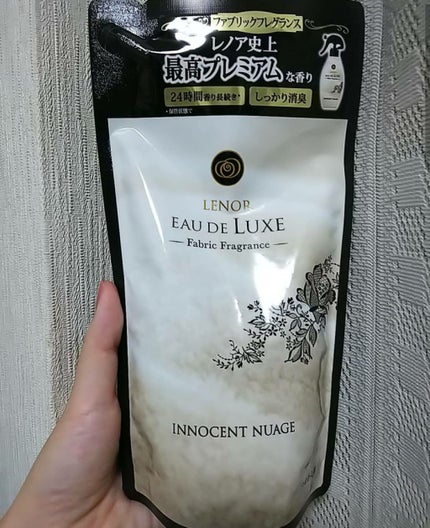 ファブリックフレグランス
レノア史上
最高プレミアムな香り
24時間香り長続き*
しっかり消臭
LENOR
EAU DE LUXE
Fabric Fragrance
INNOCENT NUAGE